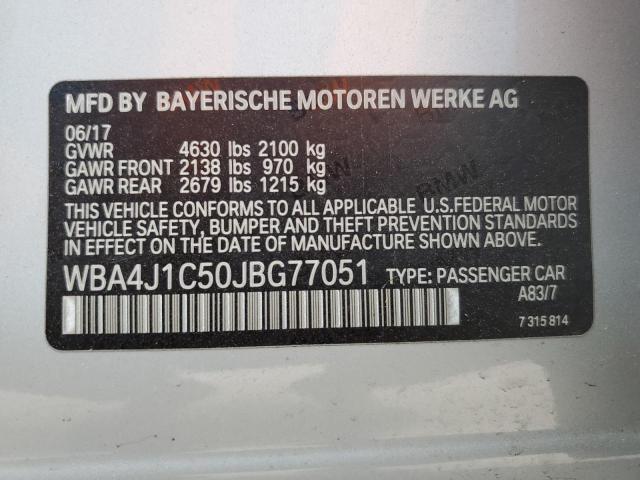 MFD BY BAYERISCHE MOTOREN WERKE AG
06/17
GVWR 4630 lbs 2100 kg
GAWR FRONT 2138 lbs 970 kg
GAWR REAR 2679 lbs 1215 kg
THIS VEHICLE CONFORMS TO ALL APPLICABLE U.S.FEDERAL MOTOR
VEHICLE SAFETY, BUMPER AND THEFT PREVENTION STANDARDS
IN EFFECT ON THE DATE OF MANUFACTURE SHOWN ABOVE.
WBA4J1C50JBG77051 TYPE: PASSENGER CAR
A83/7
7 315 814
BMW